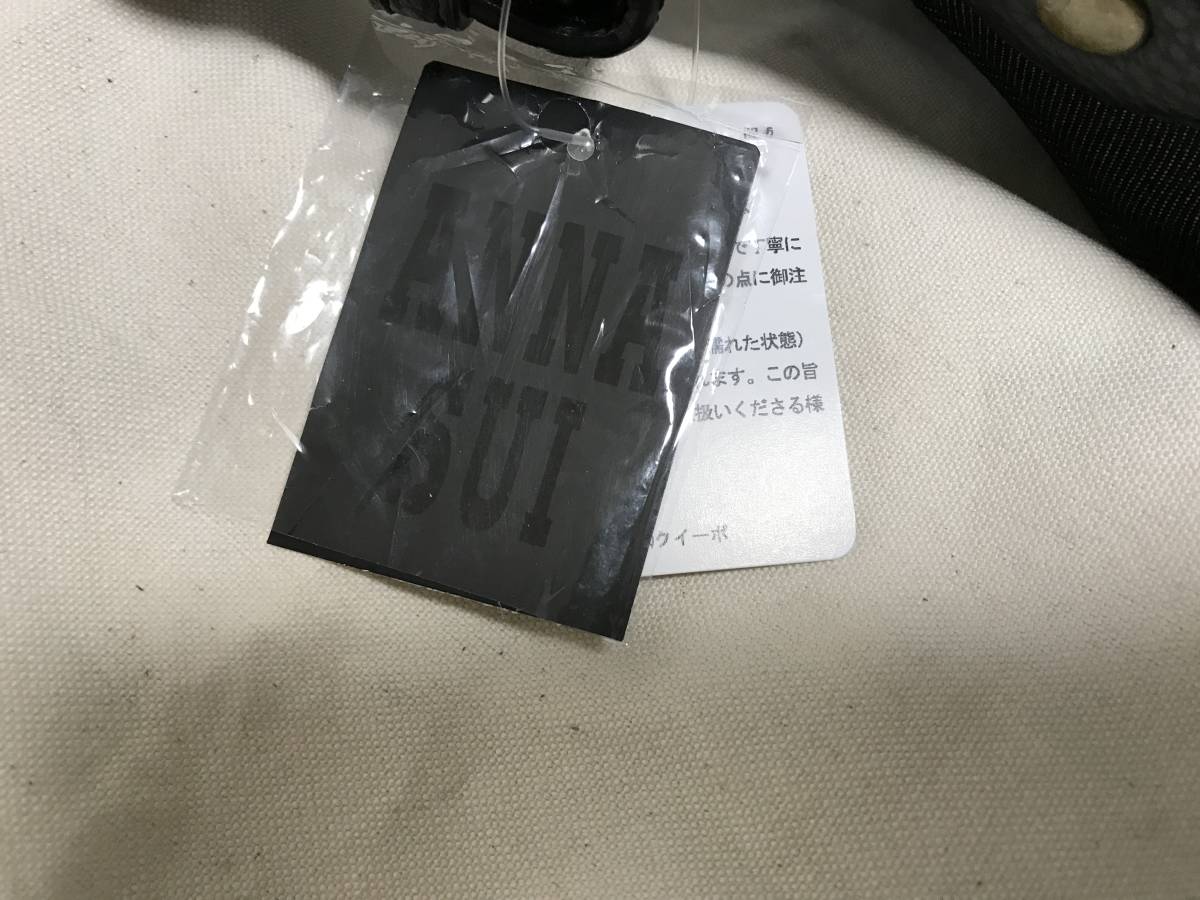 ANNA
SUI
で丁寧に
の点に御注
濡れた状態）
ます。この旨
扱いくださる様
クイーポ